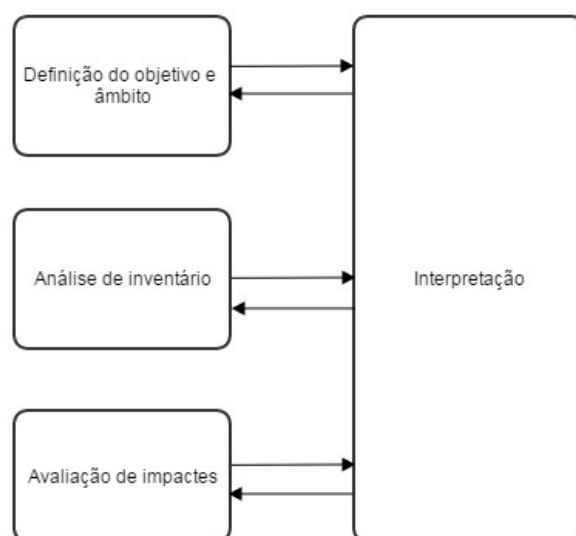 Definição do objetivo e
âmbito
Análise de inventário
Interpretação
Avaliação de impactes